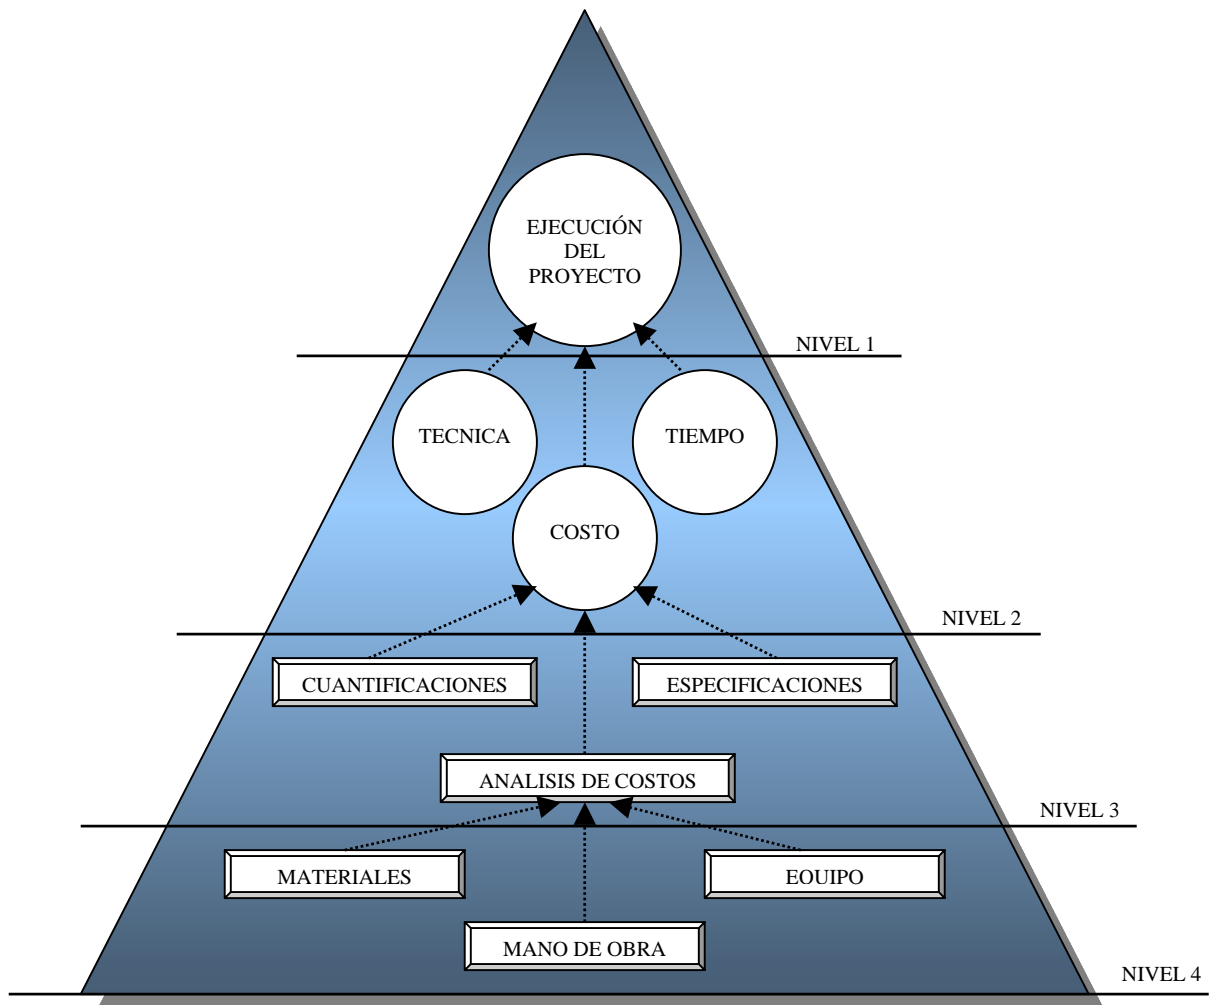 EJECUCIÓN
DEL
PROYECTO
NIVEL 1
TECNICA
TIEMPO
COSTO
NIVEL 2
CUANTIFICACIONES
ESPECIFICACIONES
ANALISIS DE COSTOS
NIVEL 3
MATERIALES
EOUIPO
MANO DE OBRA
NIVEL 4